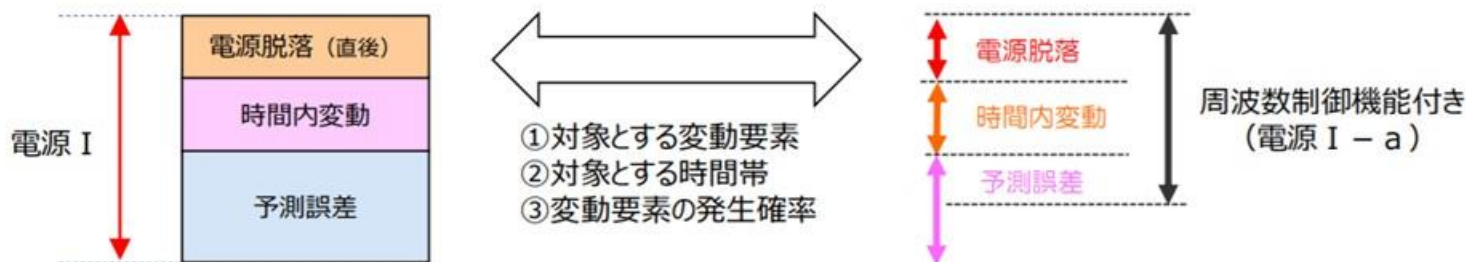 電源Ⅰ
電源脱落（直後）
時間内変動
予測誤差
①対象とする変動要素
②対象とする時間帯
③変動要素の発生確率
電源脱落
時間内変動
予測誤差
周波数制御機能付き
（電源Ⅰ－a）